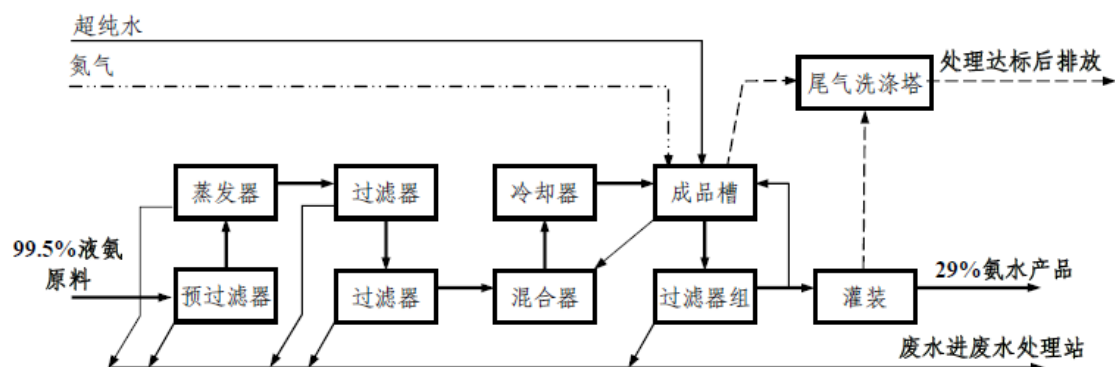 超纯水
氮气
尾气洗涤塔
处理达标后排放
蒸发器
过滤器
冷却器
成品槽
99.5%液氨
原料
预过滤器
过滤器
混合器
过滤器组
灌装
29%氨水产品
废水进废水处理站